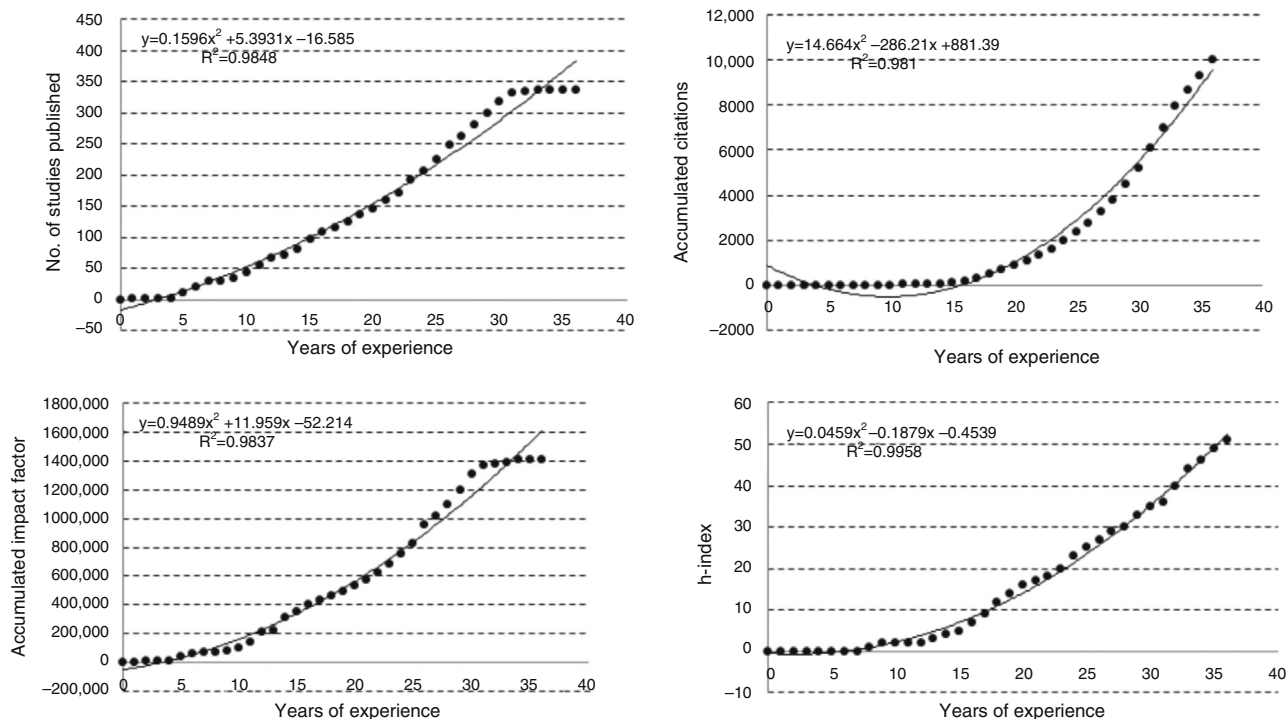 450
400
350
300
250
200
150
100
50
0
–50
y=0.1596x² +5.3931x –16.585
R²=0.9848
No. of studies published
0 5 10 15 20 25 30 35 40
Years of experience
12,000
10,000
8000
6000
4000
2000
0
–2000
y=14.664x² –286.21x +881.39
R²=0.981
Accumulated citations
0 5 10 15 20 25 30 35 40
Years of experience
1800,000
1600,000
1400,000
1200,000
1000,000
800,000
600,000
400,000
200,000
0
–200,000
y=0.9489x² +11.959x –52.214
R²=0.9837
Accumulated impact factor
0 5 10 15 20 25 30 35 40
Years of experience
60
50
40
30
20
10
0
–10
y=0.0459x² –0.1879x –0.4539
R²=0.9958
h-index
0 5 10 15 20 25 30 35 40
Years of experience